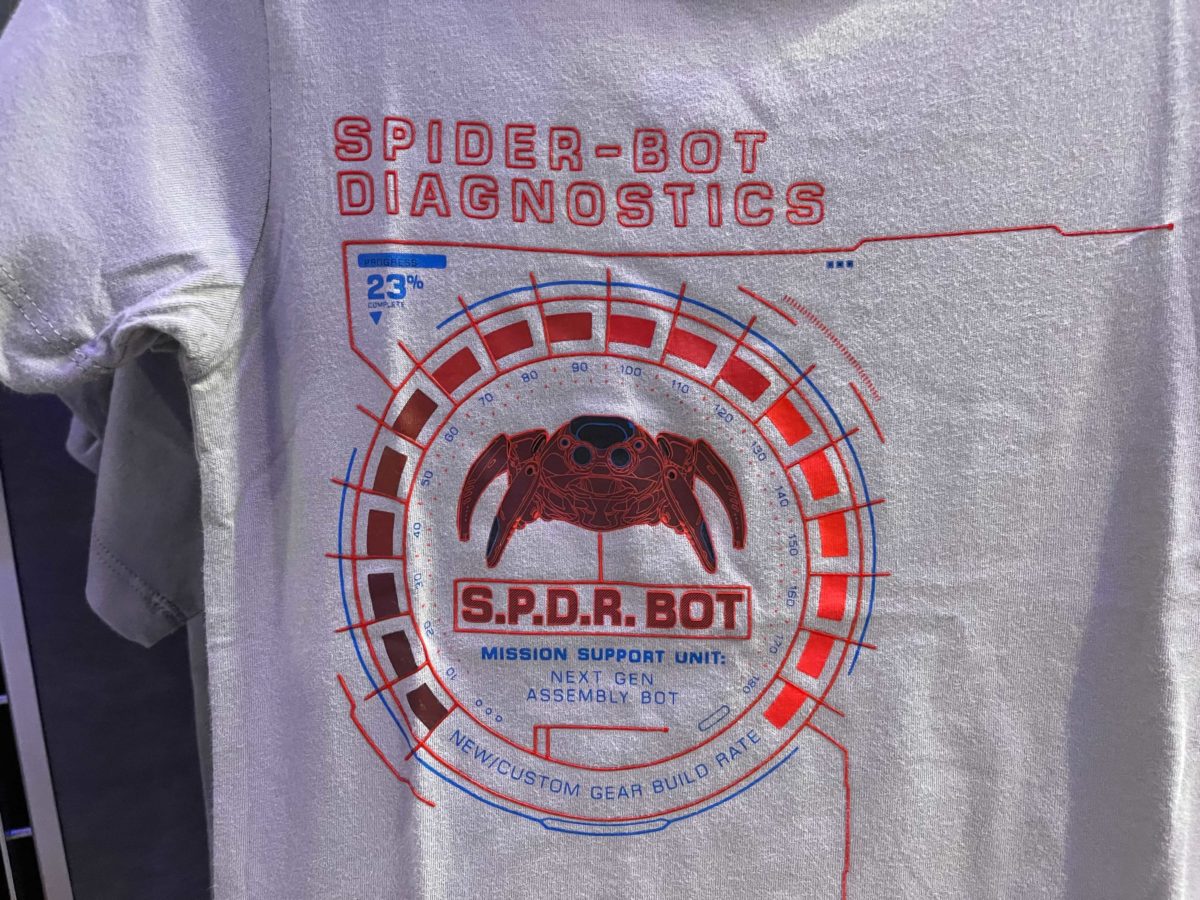 SPIDER-BOT
DIAGNOSTICS
PROGRESS
23%
COMPLETE
10
20
30
40
50
60
70
80
90
100
110
120
130
140
150
160
170
180
S.P.D.R. BOT
MISSION SUPPORT UNIT:
NEXT GEN
ASSEMBLY BOT
NEW/CUSTOM GEAR BUILD RATE